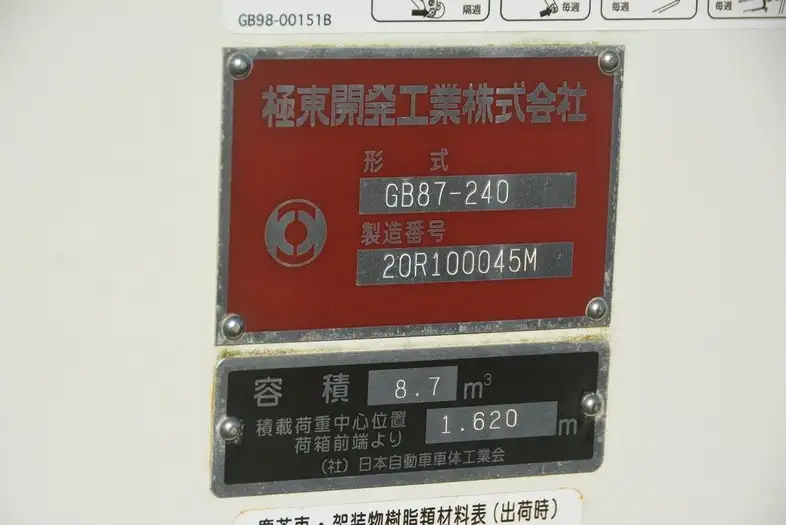 GB98-00151B
隔週
毎週
毎週
毎週
極東開発工業株式会社
形 式
GB87-240
製造番号
20R100045M
容 積 8.7 m³
積載荷重中心位置
荷箱前端より 1.620 m
(社) 日本自動車車体工業会
塵芥車・架装物樹脂類材料表(出荷時)